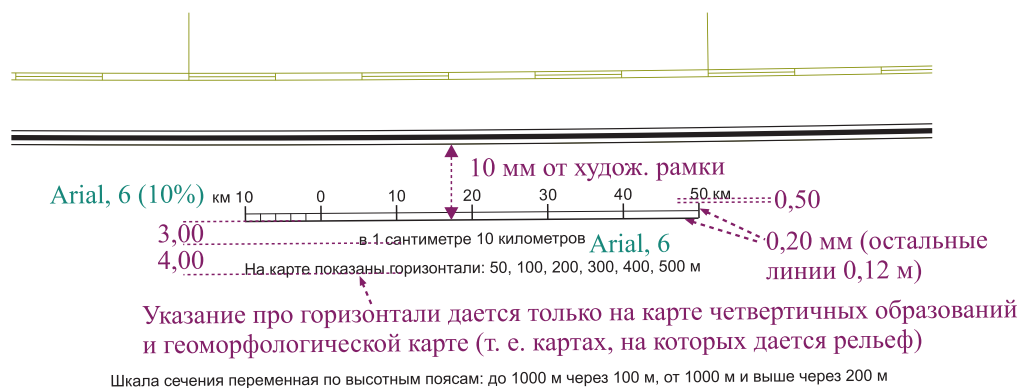 10 мм от худож. рамки
Arial, 6 (10%)
км 10 0 10 20 30 40 50 км
0,50
3,00
в 1 сантиметре 10 километров
Arial, 6
0,20 мм (остальные
линии 0,12 м)
4,00
На карте показаны горизонтали: 50, 100, 200, 300, 400, 500 м
Указание про горизонтали дается только на карте четвертичных образований
и геоморфологической карте (т. е. картах, на которых дается рельеф)
Шкала сечения переменная по высотным поясам: до 1000 м через 100 м, от 1000 м и выше через 200 м